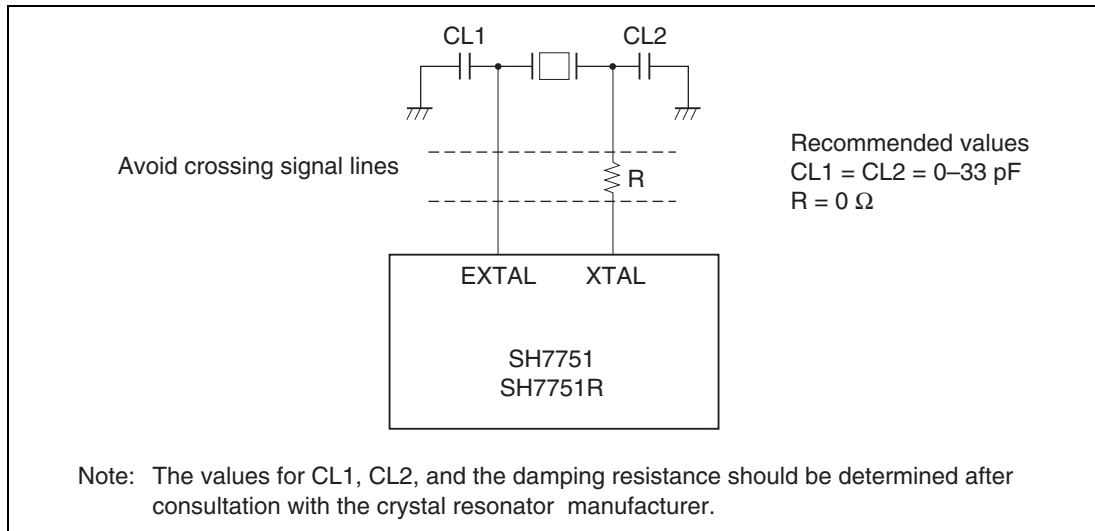 CL1 CL2
Avoid crossing signal lines
R
Recommended values
CL1 = CL2 = 0–33 pF
R = 0 Ω
EXTAL XTAL
SH7751
SH7751R
Note: The values for CL1, CL2, and the damping resistance should be determined after
consultation with the crystal resonator manufacturer.